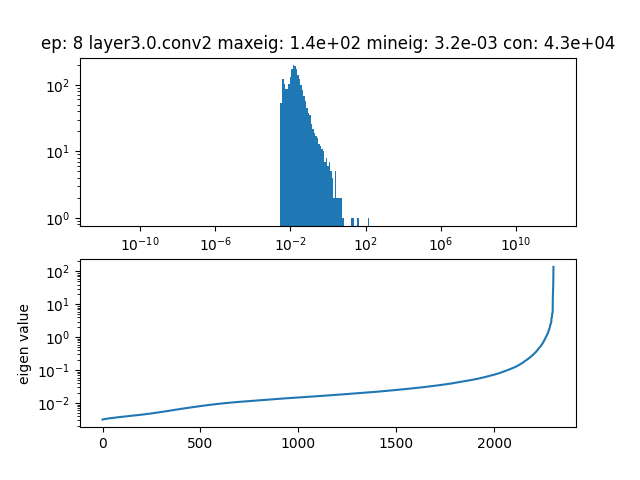 ep: 8 layer3.0.conv2 maxeig: 1.4e+02 mineig: 3.2e-03 con: 4.3e+04
10²
10¹
10⁰
10⁻¹⁰ 10⁻⁶ 10⁻² 10² 10⁶ 10¹⁰
eigen value
10²
10¹
10⁰
10⁻¹
10⁻²
0 500 1000 1500 2000